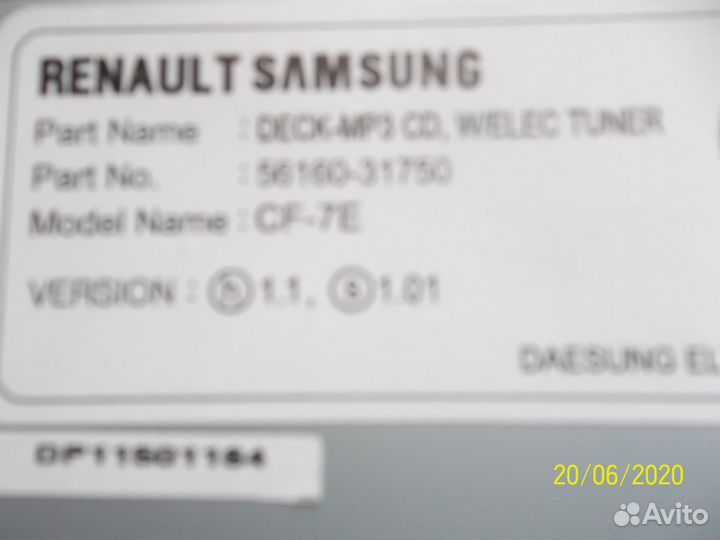 RENAULT SAMSUNG
Part Name : DECK-MP3 CD, W/ELEC TUNER
Part No. : 56160-31750
Model Name : CF-7E
VERSION : Ⓗ 1.1, Ⓢ 1.01
DAESUNG EL
DP11501164
20/06/2020
Avito